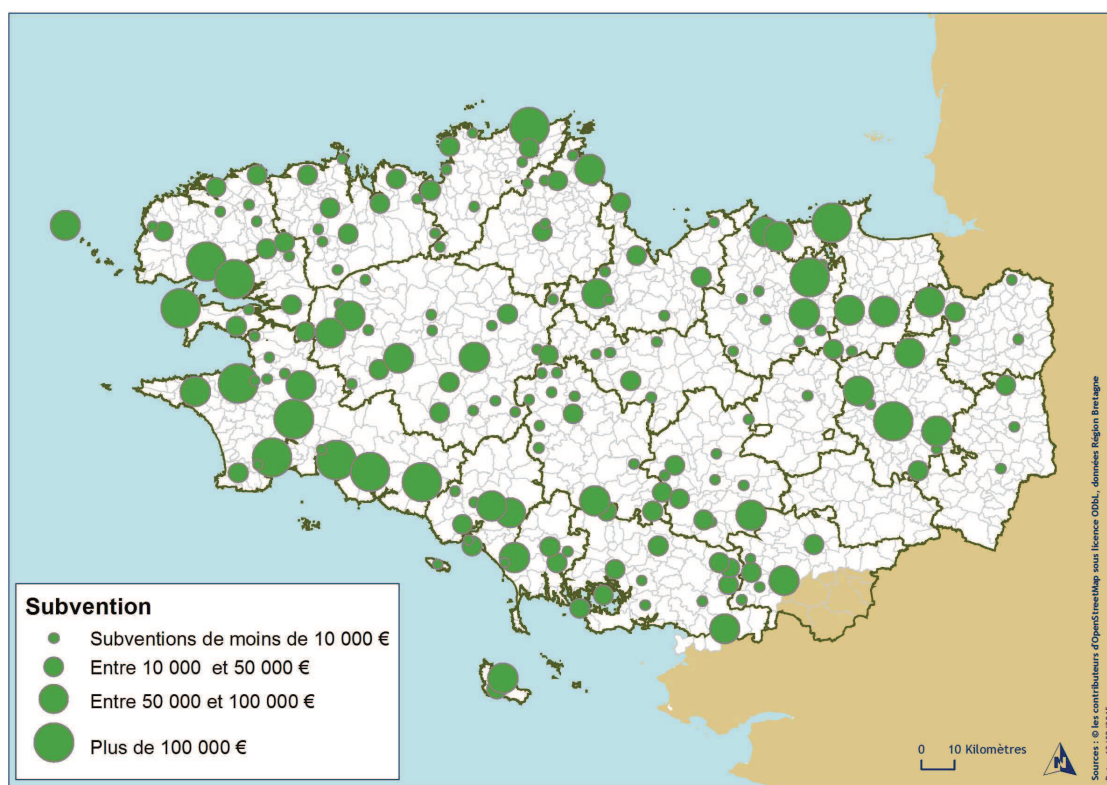 Subvention
Subventions de moins de 10 000 €
Entre 10 000 et 50 000 €
Entre 50 000 et 100 000 €
Plus de 100 000 €
0 10 Kilomètres
N
Sources : © les contributeurs d'OpenStreetMap sous licence ODbL, données Région Bretagne